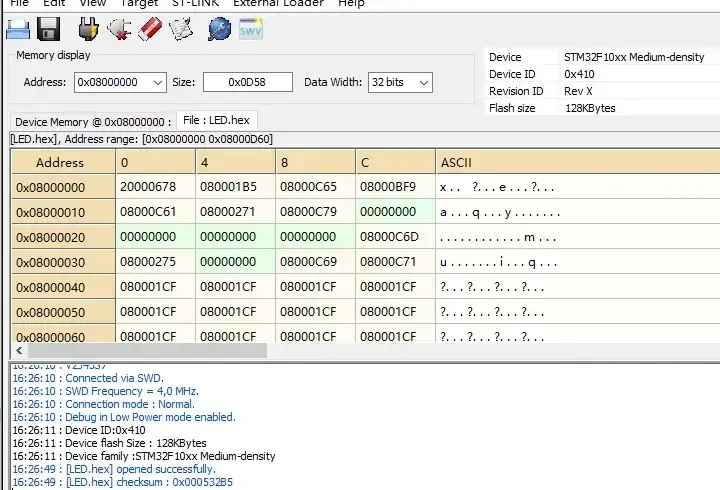 File Edit View Target ST-LINK External Loader Help
SWV
Memory display
Address: 0x08000000 Size: 0x0D58 Data Width: 32 bits
Device STM32F10xx Medium-density
Device ID 0x410
Revision ID Rev X
Flash size 128KBytes
Device Memory @ 0x08000000 : File : LED.hex
[LED.hex], Address range: [0x08000000 0x08000D60]
Address 0 4 8 C ASCII
0x08000000 20000678 080001B5 08000C65 08000BF9 x.. ?...e...?...
0x08000010 08000C61 08000271 08000C79 00000000 a...q...y.......
0x08000020 00000000 00000000 00000000 08000C6D ............m...
0x08000030 08000275 00000000 08000C69 08000C71 u.......i...q...
0x08000040 080001CF 080001CF 080001CF 080001CF ?...?...?...?...
0x08000050 080001CF 080001CF 080001CF 080001CF ?...?...?...?...
0x08000060 080001CF 080001CF 080001CF 080001CF ?...?...?...?...
16:26:10 :
16:26:10 : Connected via SWD.
16:26:10 : SWD Frequency = 4,0 MHz.
16:26:10 : Connection mode : Normal.
16:26:10 : Debug in Low Power mode enabled.
16:26:11 : Device ID:0x410
16:26:11 : Device flash Size : 128KBytes
16:26:11 : Device family :STM32F10xx Medium-density
16:26:49 : [LED.hex] opened successfully.
16:26:49 : [LED.hex] checksum : 0x000532B5